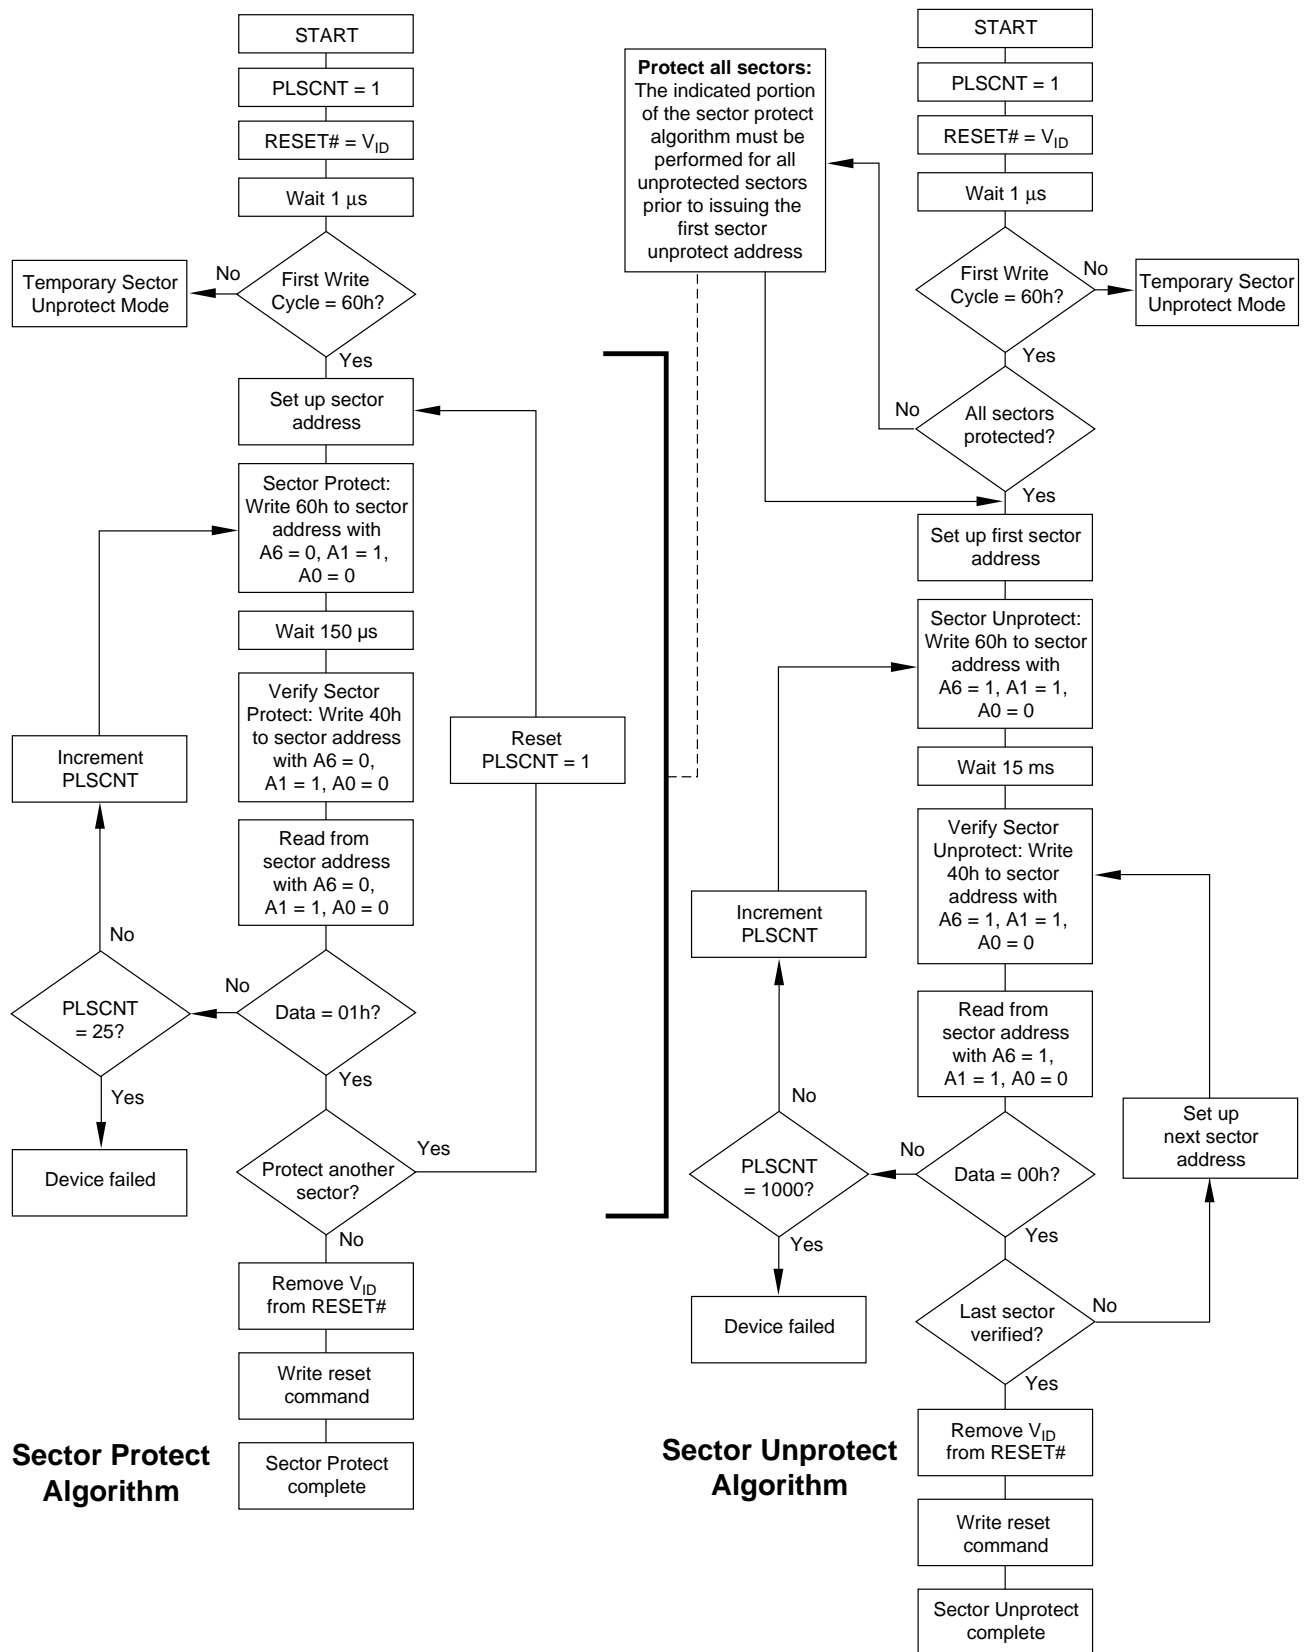 START
PLSCNT = 1
RESET# = VID
Wait 1 μs
First Write
Cycle = 60h?
No
Temporary Sector
Unprotect Mode
Yes
Set up sector
address
Sector Protect:
Write 60h to sector
address with
A6 = 0, A1 = 1,
A0 = 0
Wait 150 µs
Verify Sector
Protect: Write 40h
to sector address
with A6 = 0,
A1 = 1, A0 = 0
Read from
sector address
with A6 = 0,
A1 = 1, A0 = 0
Data = 01h?
No
PLSCNT
= 25?
No
Increment
PLSCNT
Yes
Device failed
Yes
Protect another
sector?
Yes
Reset
PLSCNT = 1
No
Remove VID
from RESET#
Write reset
command
Sector Protect
complete
Sector Protect
Algorithm
Protect all sectors:
The indicated portion
of the sector protect
algorithm must be
performed for all
unprotected sectors
prior to issuing the
first sector
unprotect address
START
PLSCNT = 1
RESET# = VID
Wait 1 μs
First Write
Cycle = 60h?
No
Temporary Sector
Unprotect Mode
Yes
All sectors
protected?
No
Yes
Set up first sector
address
Sector Unprotect:
Write 60h to sector
address with
A6 = 1, A1 = 1,
A0 = 0
Wait 15 ms
Verify Sector
Unprotect: Write
40h to sector
address with
A6 = 1, A1 = 1,
A0 = 0
Read from
sector address
with A6 = 1,
A1 = 1, A0 = 0
Data = 00h?
No
PLSCNT
= 1000?
No
Increment
PLSCNT
Yes
Device failed
Yes
Last sector
verified?
No
Set up
next sector
address
Yes
Remove VID
from RESET#
Write reset
command
Sector Unprotect
complete
Sector Unprotect
Algorithm